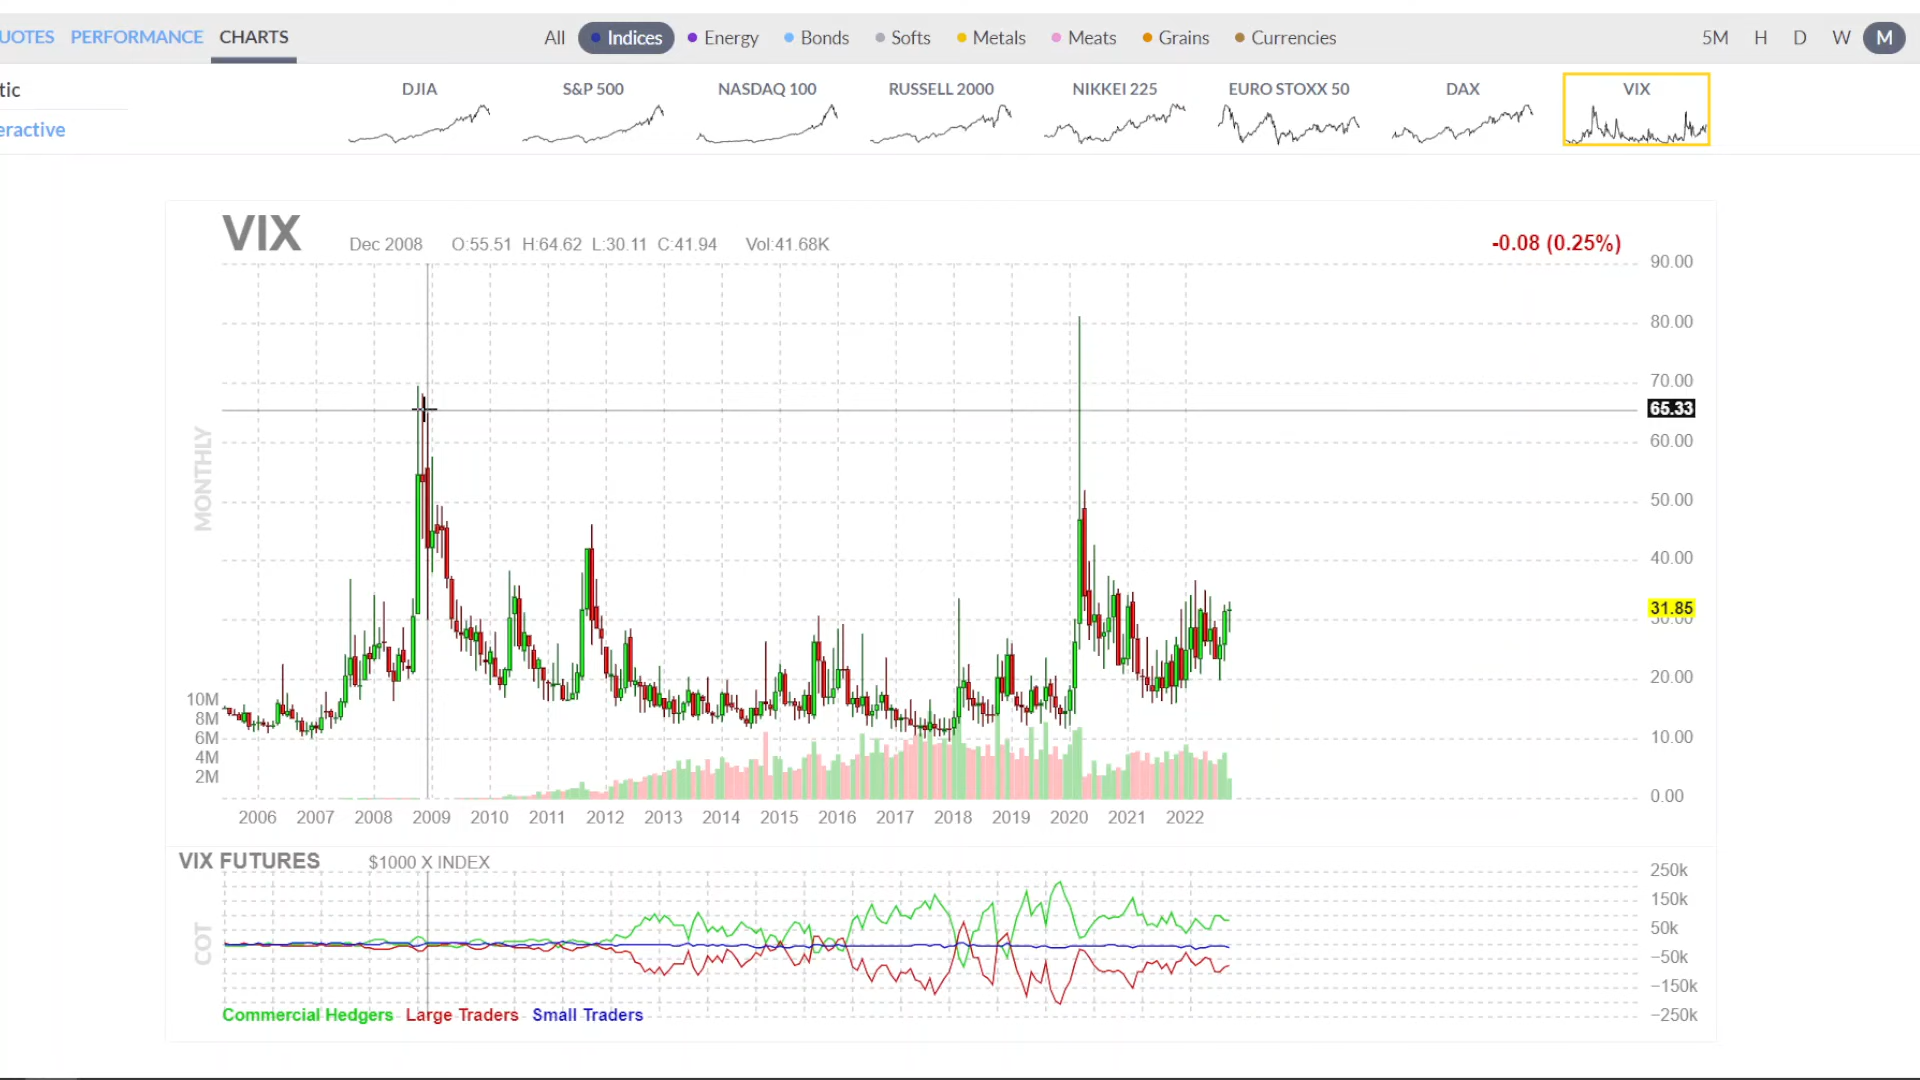 UOTES PERFORMANCE CHARTS All Indices Energy Bonds Softs Metals Meats Grains Currencies 5M H D W M
tic
eractive
DJIA S&P 500 NASDAQ 100 RUSSELL 2000 NIKKEI 225 EURO STOXX 50 DAX VIX
VIX Dec 2008 O:55.51 H:64.62 L:30.11 C:41.94 Vol:41.68K -0.08 (0.25%)
90.00
80.00
70.00
65.33
60.00
MONTHLY
50.00
40.00
31.85
30.00
20.00
10M
8M
6M
10.00
4M
2M
0.00
2006 2007 2008 2009 2010 2011 2012 2013 2014 2015 2016 2017 2018 2019 2020 2021 2022
VIX FUTURES $1000 X INDEX
250k
150k
50k
COT
−50k
−150k
−250k
Commercial Hedgers Large Traders Small Traders